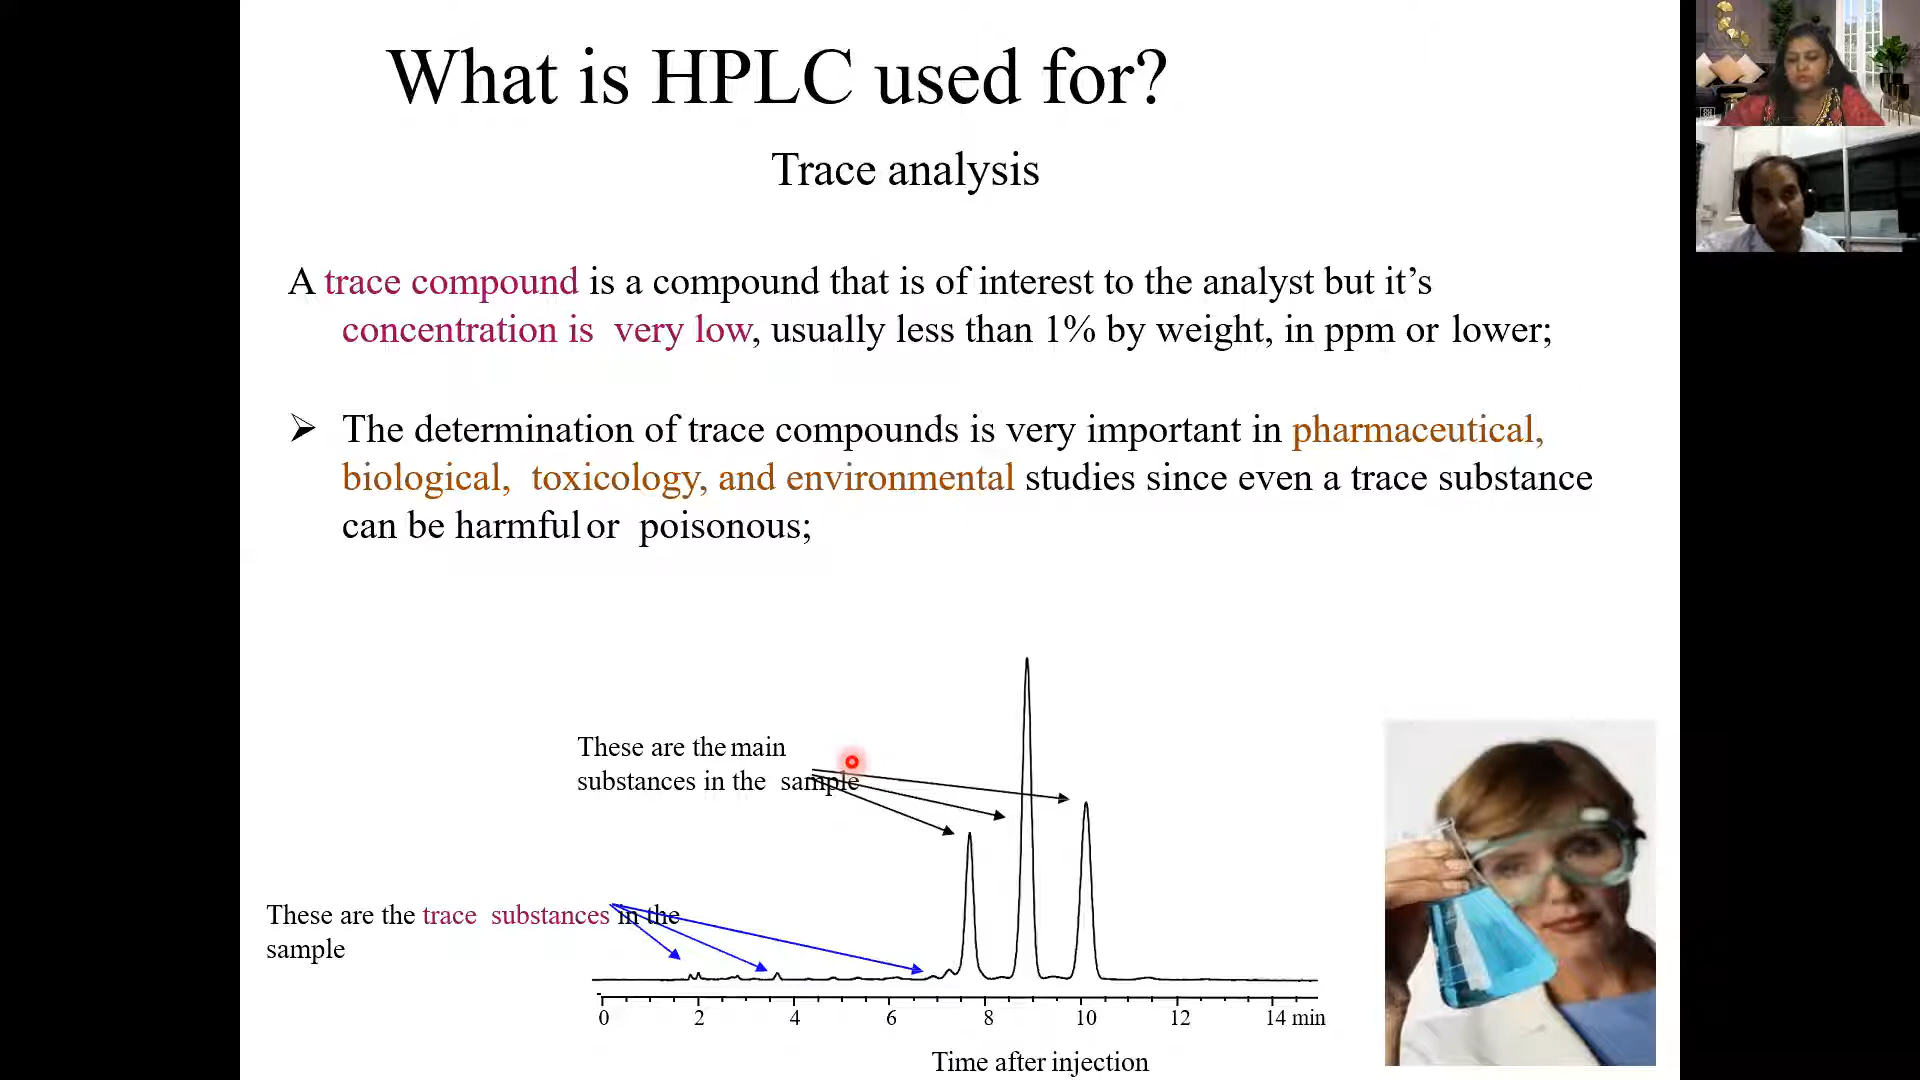 What is HPLC used for?
Trace analysis
A trace compound is a compound that is of interest to the analyst but it’s
concentration is very low, usually less than 1% by weight, in ppm or lower;
➢ The determination of trace compounds is very important in pharmaceutical,
biological, toxicology, and environmental studies since even a trace substance
can be harmful or poisonous;
These are the main
substances in the sample
These are the trace substances in the
sample
0 2 4 6 8 10 12 14 min
Time after injection